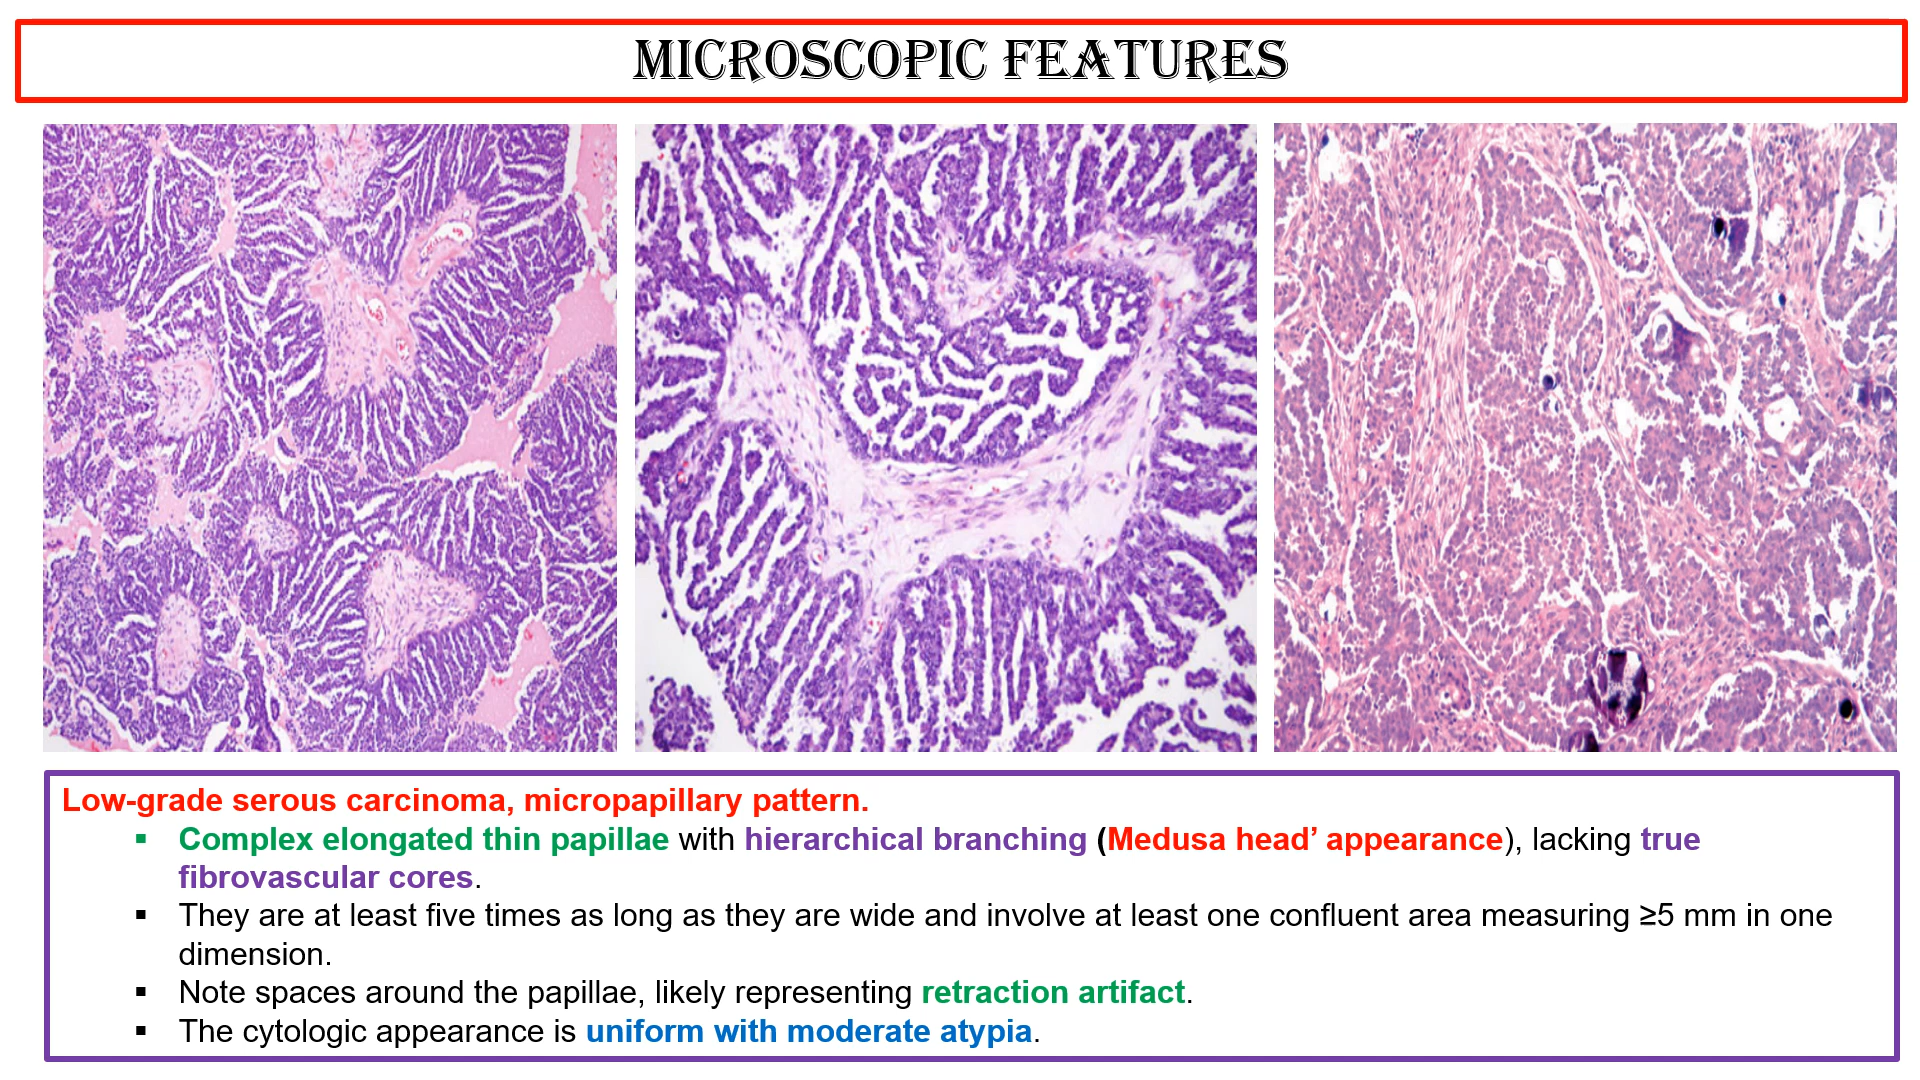 MICROSCOPIC FEATURES
Low-grade serous carcinoma, micropapillary pattern.
▪ Complex elongated thin papillae with hierarchical branching (Medusa head’ appearance), lacking true
fibrovascular cores.
▪ They are at least five times as long as they are wide and involve at least one confluent area measuring ≥5 mm in one
dimension.
▪ Note spaces around the papillae, likely representing retraction artifact.
▪ The cytologic appearance is uniform with moderate atypia.